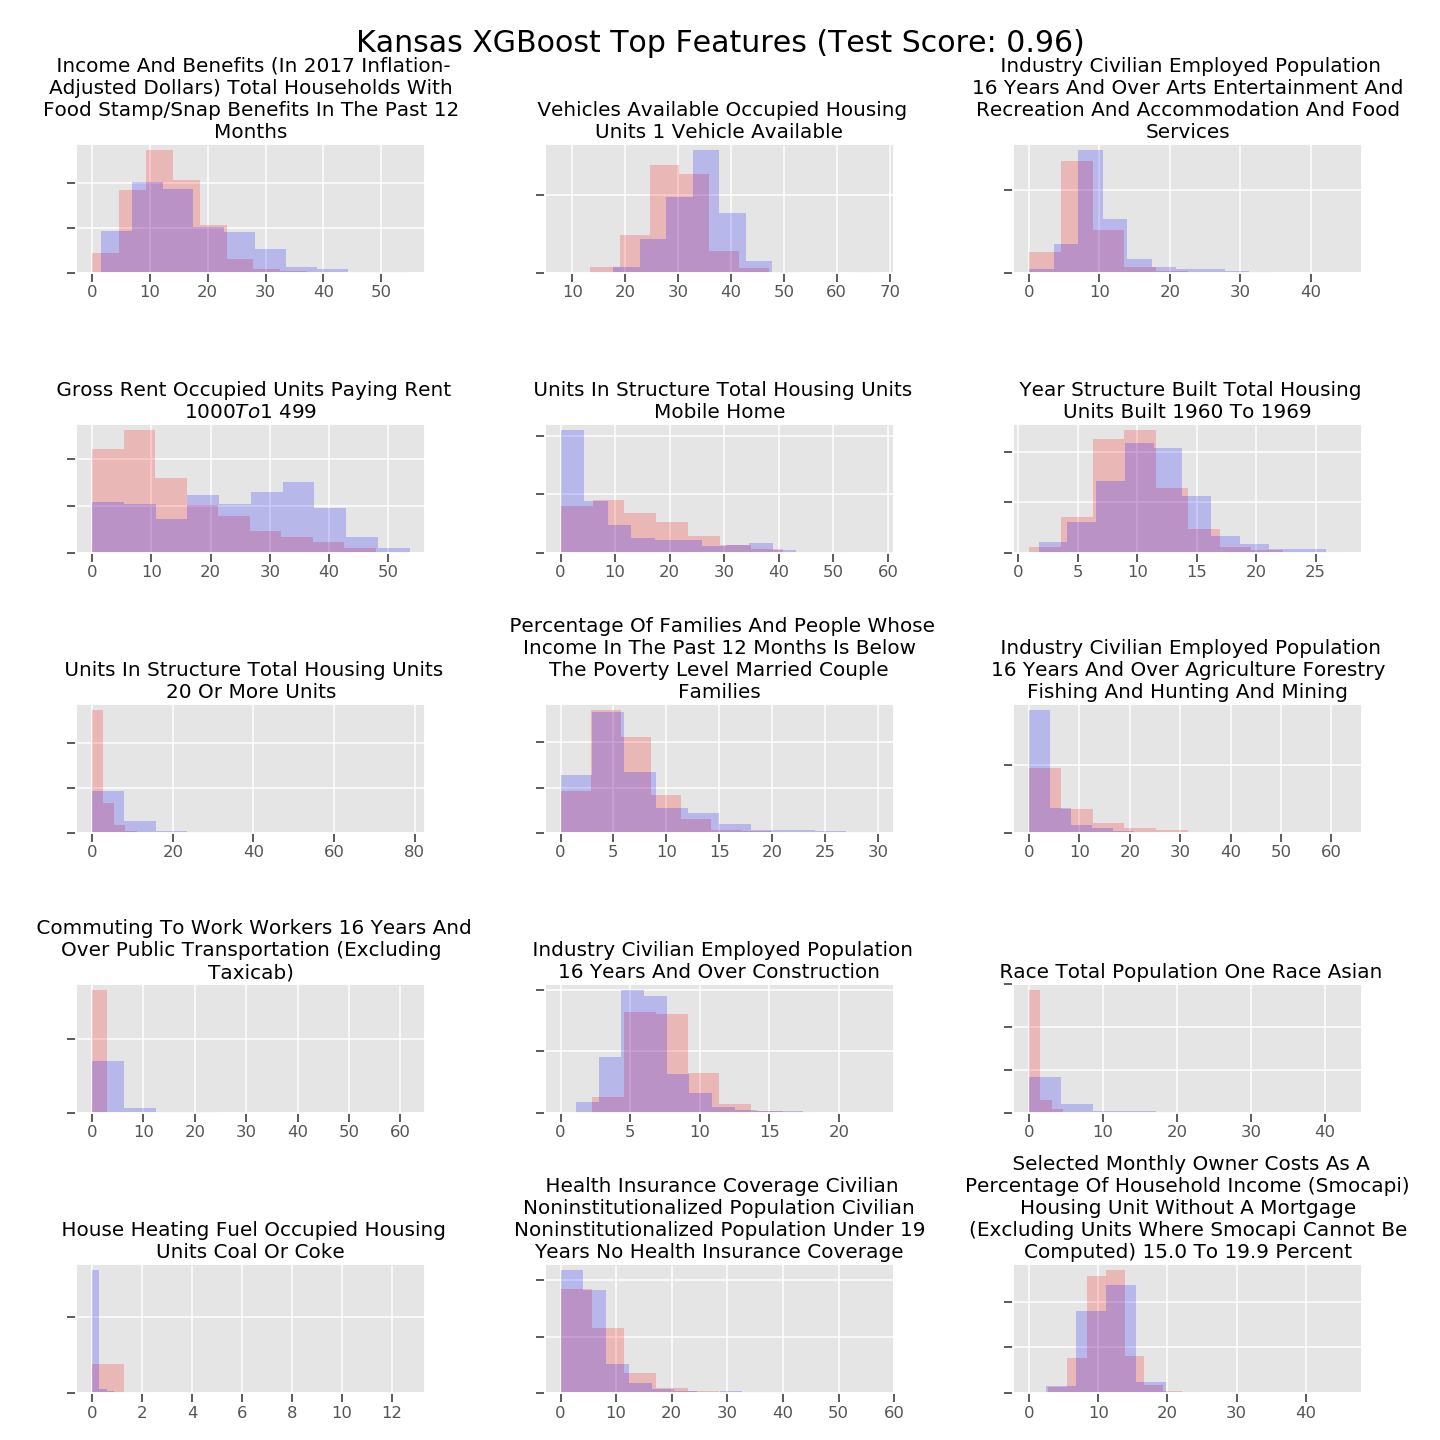 Kansas XGBoost Top Features (Test Score: 0.96)
Income And Benefits (In 2017 Inflation-
Adjusted Dollars) Total Households With
Food Stamp/Snap Benefits In The Past 12
Months
0 10 20 30 40 50
Vehicles Available Occupied Housing
Units 1 Vehicle Available
10 20 30 40 50 60 70
Industry Civilian Employed Population
16 Years And Over Arts Entertainment And
Recreation And Accommodation And Food
Services
0 10 20 30 40
Gross Rent Occupied Units Paying Rent
1000To1 499
0 10 20 30 40 50
Units In Structure Total Housing Units
Mobile Home
0 10 20 30 40 50 60
Year Structure Built Total Housing
Units Built 1960 To 1969
0 5 10 15 20 25
Units In Structure Total Housing Units
20 Or More Units
0 20 40 60 80
Percentage Of Families And People Whose
Income In The Past 12 Months Is Below
The Poverty Level Married Couple
Families
0 5 10 15 20 25 30
Industry Civilian Employed Population
16 Years And Over Agriculture Forestry
Fishing And Hunting And Mining
0 10 20 30 40 50 60
Commuting To Work Workers 16 Years And
Over Public Transportation (Excluding
Taxicab)
0 10 20 30 40 50 60
Industry Civilian Employed Population
16 Years And Over Construction
0 5 10 15 20
Race Total Population One Race Asian
0 10 20 30 40
House Heating Fuel Occupied Housing
Units Coal Or Coke
0 2 4 6 8 10 12
Health Insurance Coverage Civilian
Noninstitutionalized Population Civilian
Noninstitutionalized Population Under 19
Years No Health Insurance Coverage
0 10 20 30 40 50 60
Selected Monthly Owner Costs As A
Percentage Of Household Income (Smocapi)
Housing Unit Without A Mortgage
(Excluding Units Where Smocapi Cannot Be
Computed) 15.0 To 19.9 Percent
0 10 20 30 40